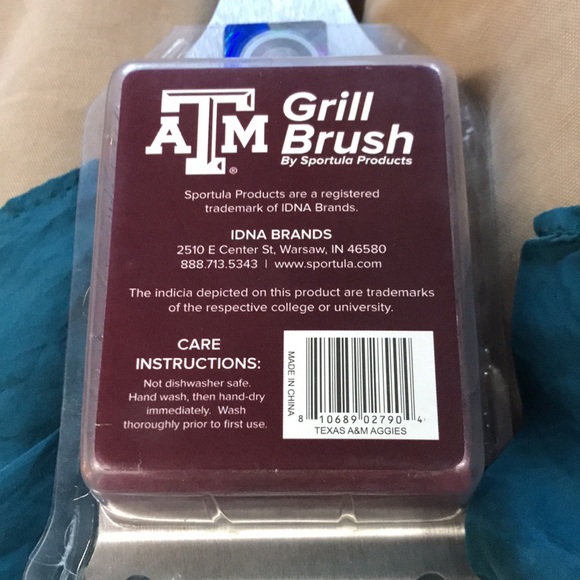 ATM Grill
Brush
By Sportula Products
®
Sportula Products are a registered
trademark of IDNA Brands.
IDNA BRANDS
2510 E Center St, Warsaw, IN 46580
888.713.5343 | www.sportula.com
The indicia depicted on this product are trademarks
of the respective college or university.
CARE
INSTRUCTIONS:
Not dishwasher safe.
Hand wash, then hand-dry
immediately. Wash
thoroughly prior to first use.
MADE IN CHINA
8 10689 02790 4
TEXAS A&M AGGIES